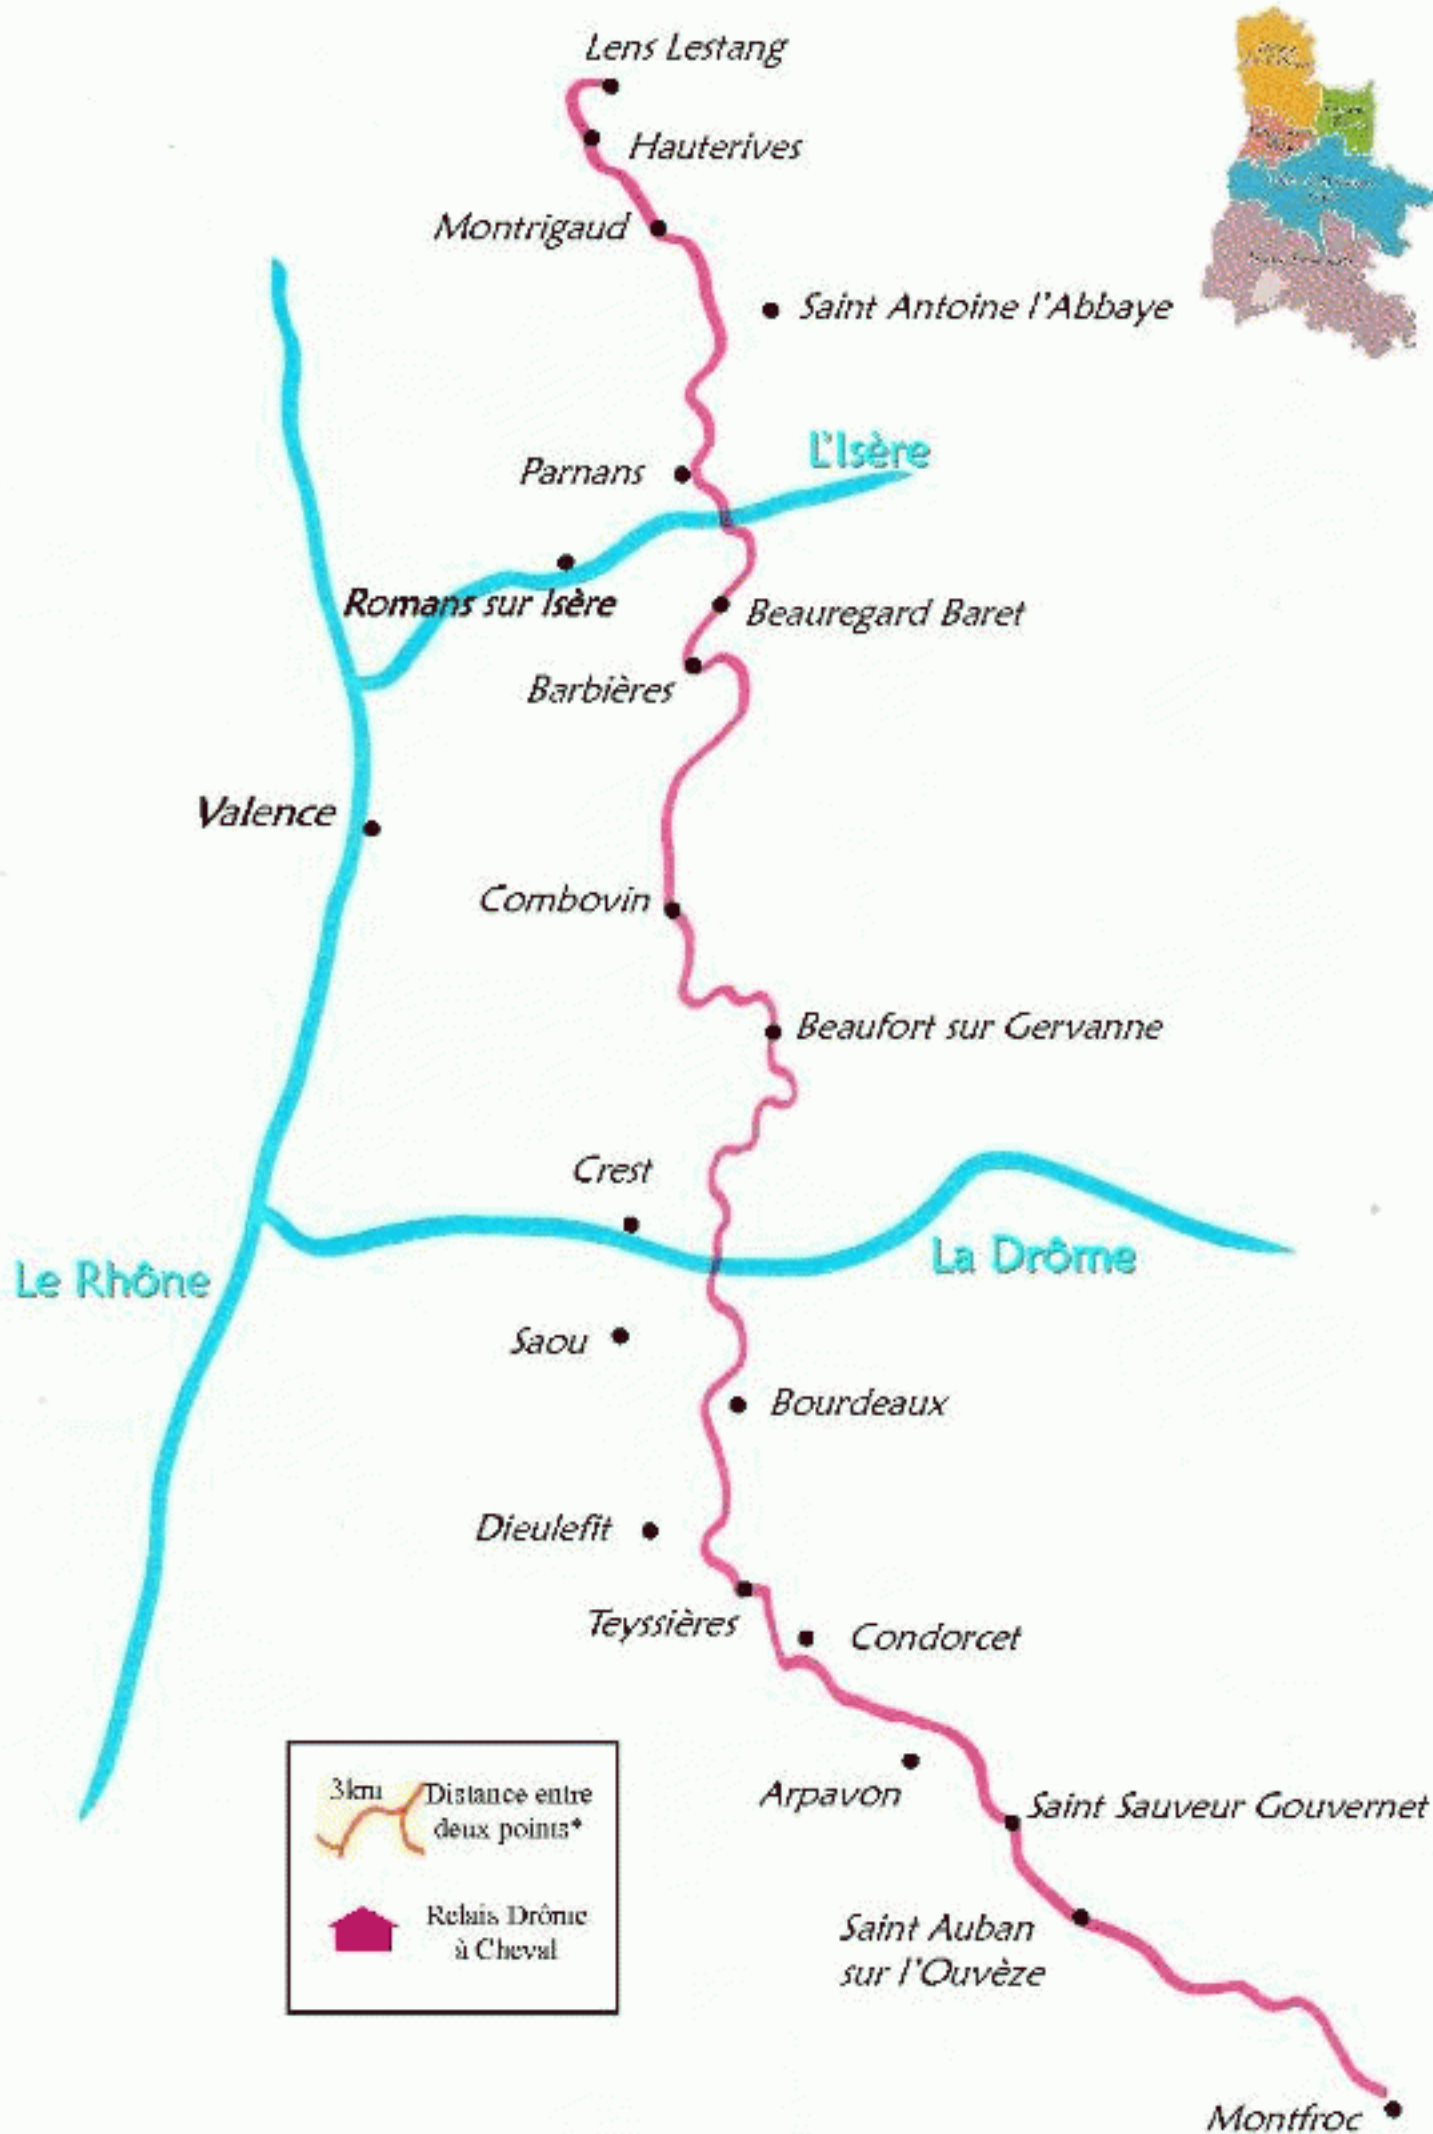 Lens Lestang
Hauterives
Montrigaud
Saint Antoine l'Abbaye
L'Isère
Parnans
Romans sur Isère
Beauregard Baret
Barbières
Valence
Combovin
Beaufort sur Gervanne
Crest
La Drôme
Le Rhône
Saou
Bourdeaux
Dieulefit
Teyssières
Condorcet
Arpavon
Saint Sauveur Gouvernet
3km
Distance entre
deux points*
Relais Drôme
à Cheval
Saint Auban
sur l'Ouvèze
Montfroc